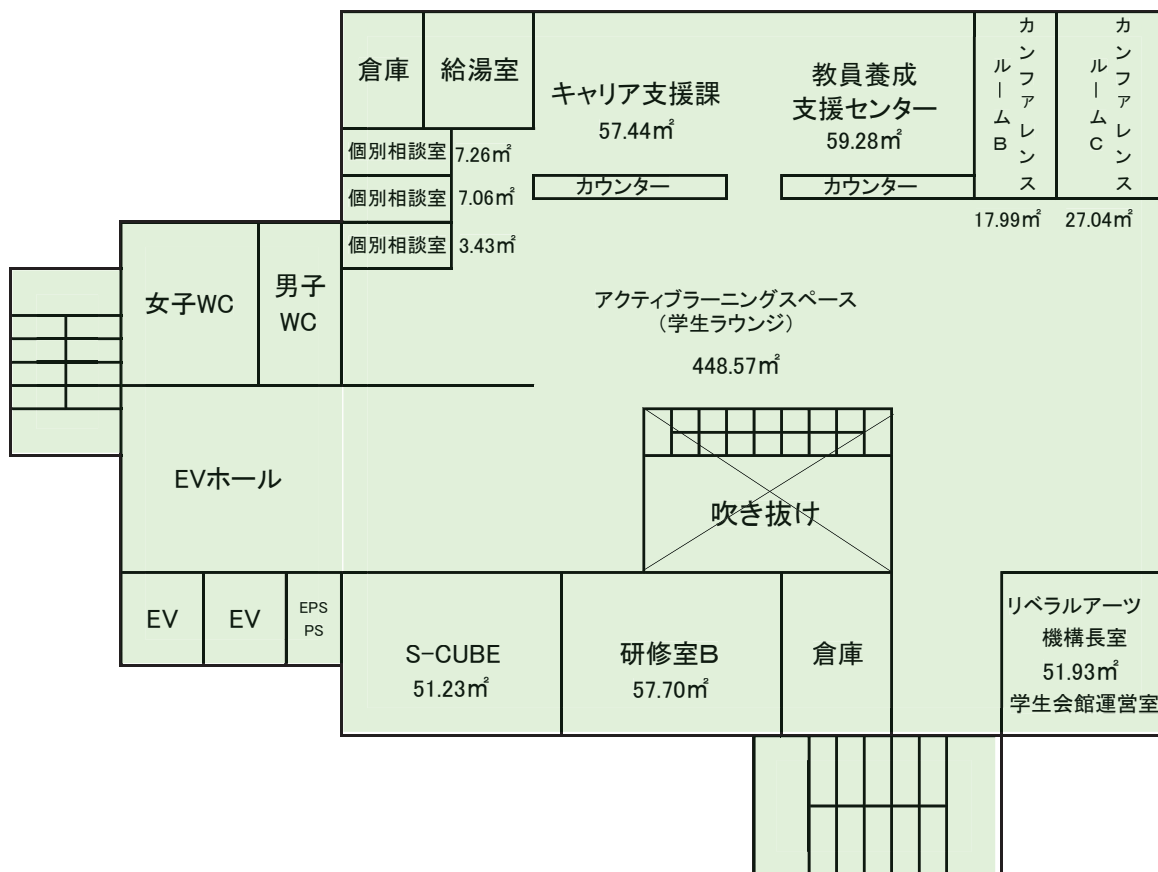 倉庫
給湯室
キャリア支援課
57.44㎡
教員養成
支援センター
59.28㎡
カンファレンス
ルームB
カンファレンス
ルームC
個別相談室
7.26㎡
個別相談室
7.06㎡
個別相談室
3.43㎡
カウンター
カウンター
17.99㎡
27.04㎡
女子WC
男子
WC
アクティブラーニングスペース
(学生ラウンジ)
448.57㎡
EVホール
吹き抜け
EV
EV
EPS
PS
S-CUBE
51.23㎡
研修室B
57.70㎡
倉庫
リベラルアーツ
機構長室
51.93㎡
学生会館運営室